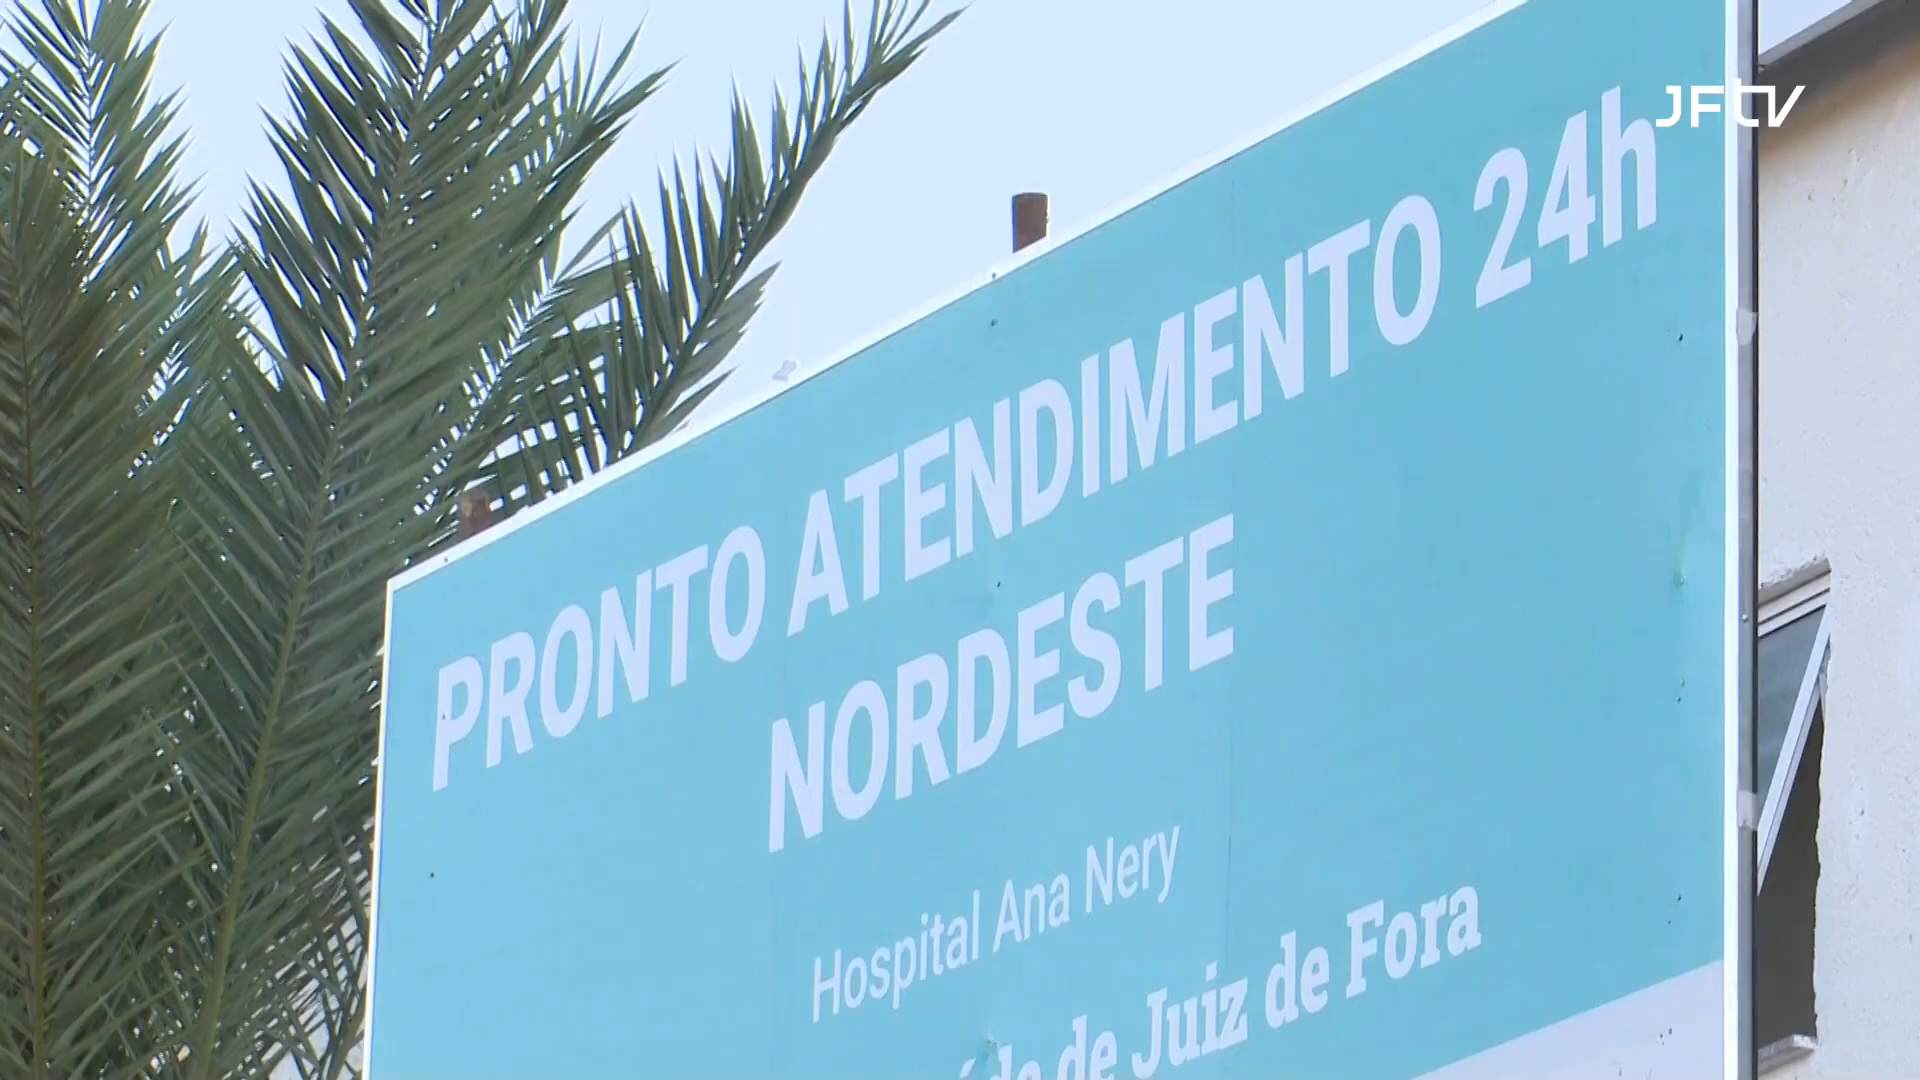 JFTV
PRONTO ATENDIMENTO 24h
NORDESTE
Hospital Ana Nery
de Juiz de Fora